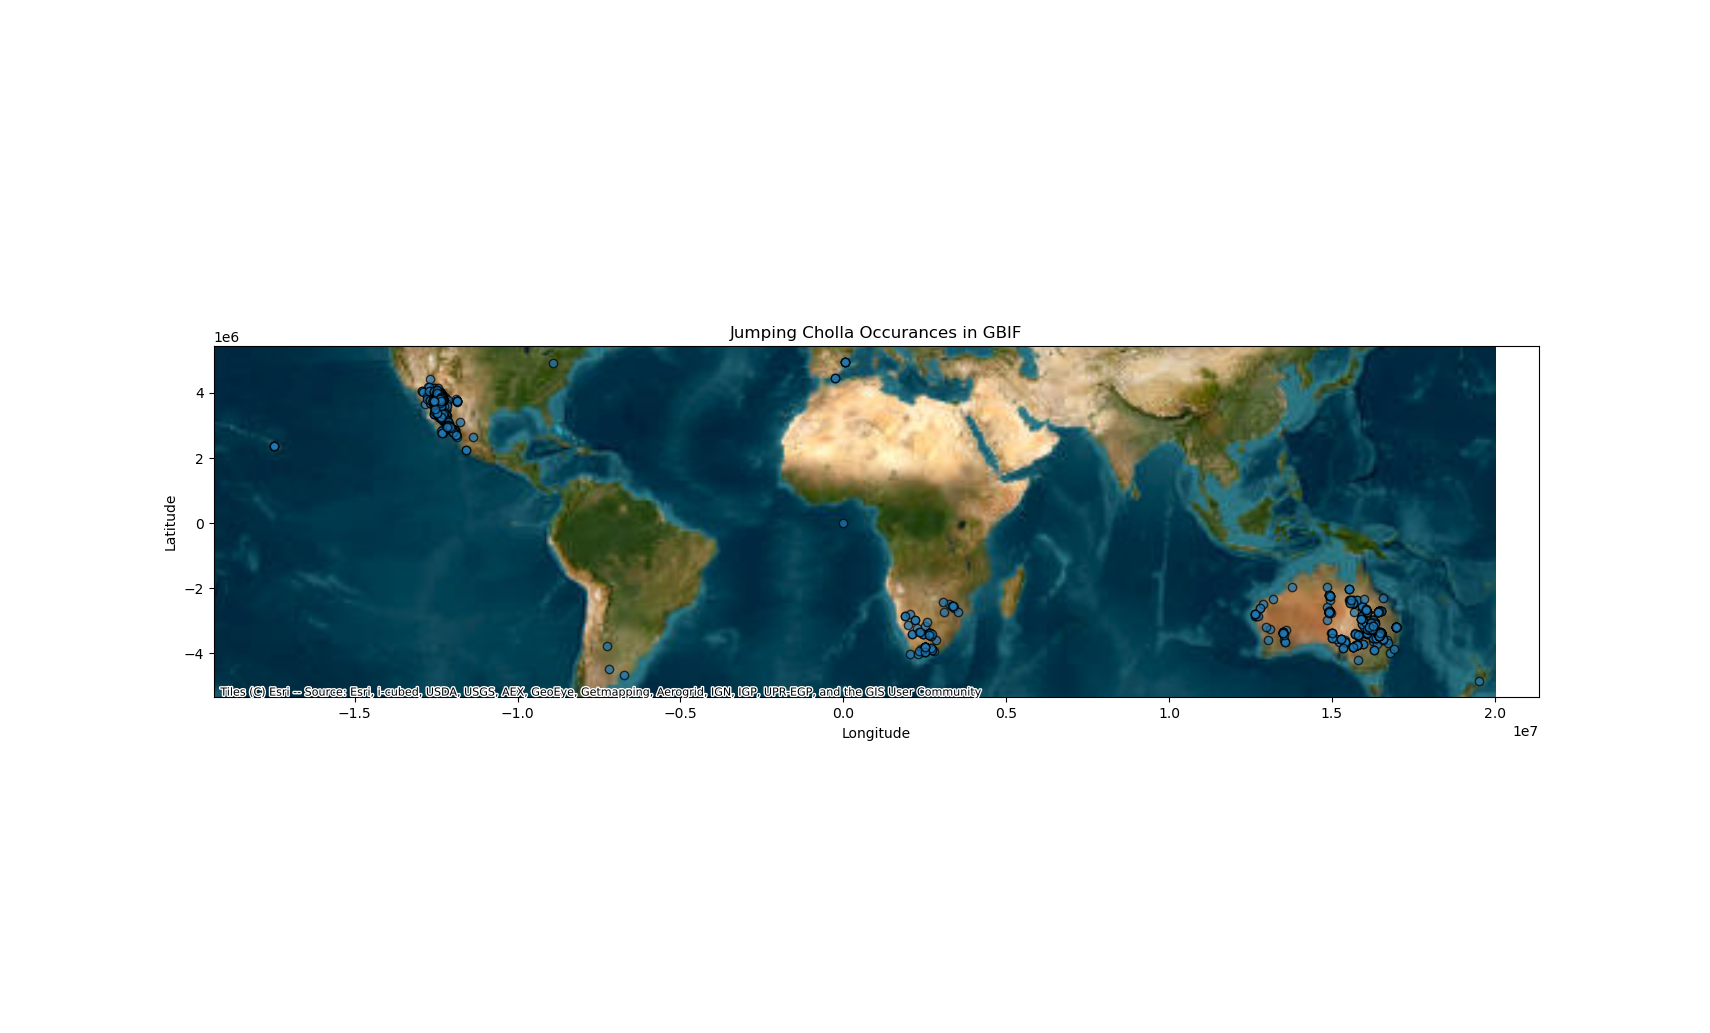 Jumping Cholla Occurances in GBIF
1e6
4
2
0
−2
−4
Latitude
Tiles (C) Esri -- Source: Esri, i-cubed, USDA, USGS, AEX, GeoEye, Getmapping, Aerogrid, IGN, IGP, UPR-EGP, and the GIS User Community
−1.5 −1.0 −0.5 0.0 0.5 1.0 1.5 2.0
1e7
Longitude